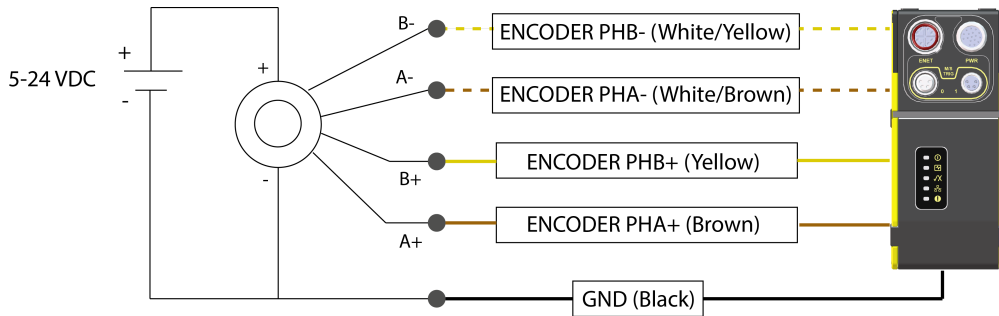 B-
ENCODER PHB- (White/Yellow)
+
5-24 VDC
-
+
A-
ENCODER PHA- (White/Brown)
ENET
PWR
M/X
TRIG
0
1
B+
ENCODER PHB+ (Yellow)
-
A+
ENCODER PHA+ (Brown)
GND (Black)